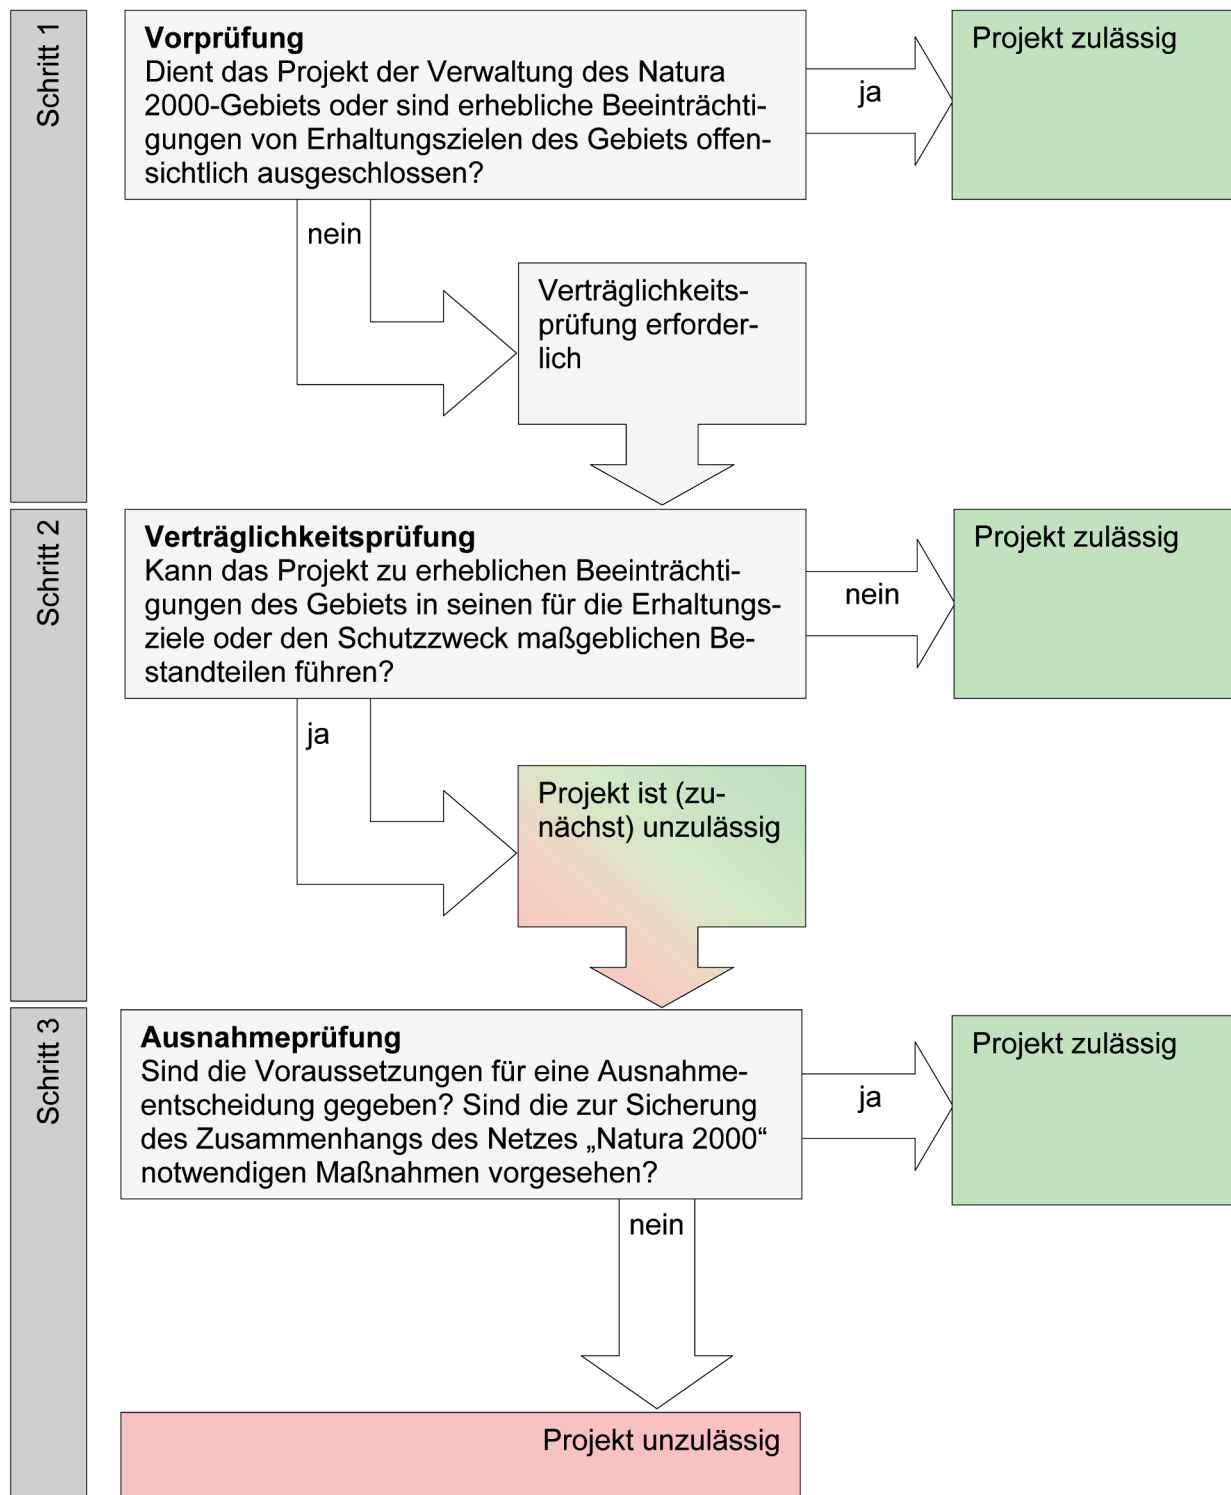 Schritt 1
Vorprüfung
Dient das Projekt der Verwaltung des Natura
2000-Gebiets oder sind erhebliche Beeinträchti-
gungen von Erhaltungszielen des Gebiets offen-
sichtlich ausgeschlossen?
ja
Projekt zulässig
nein
Verträglichkeits-
prüfung erforder-
lich
Schritt 2
Verträglichkeitsprüfung
Kann das Projekt zu erheblichen Beeinträchti-
gungen des Gebiets in seinen für die Erhaltungs-
ziele oder den Schutzzweck maßgeblichen Be-
standteilen führen?
nein
Projekt zulässig
ja
Projekt ist (zu-
nächst) unzulässig
Schritt 3
Ausnahmeprüfung
Sind die Voraussetzungen für eine Ausnahme-
entscheidung gegeben? Sind die zur Sicherung
des Zusammenhangs des Netzes „Natura 2000“
notwendigen Maßnahmen vorgesehen?
ja
Projekt zulässig
nein
Projekt unzulässig